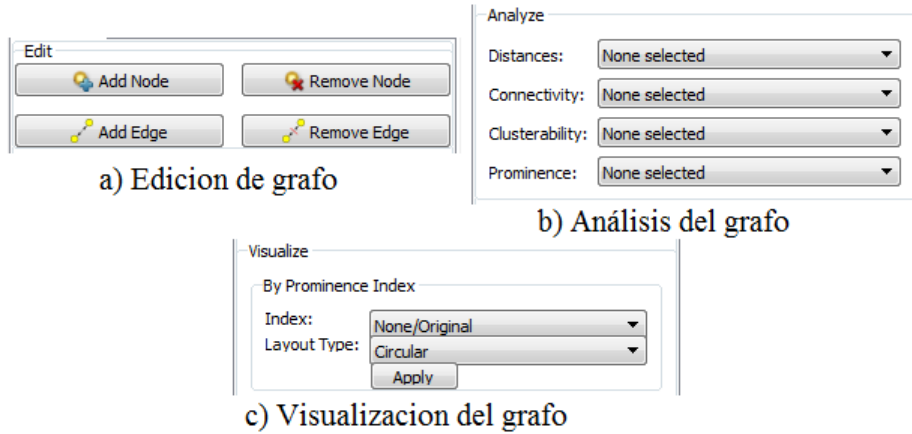 Edit
Add Node
Remove Node
Add Edge
Remove Edge
a) Edicion de grafo
Analyze
Distances: None selected
Connectivity: None selected
Clusterability: None selected
Prominence: None selected
b) Análisis del grafo
Visualize
By Prominence Index
Index: None/Original
Layout Type: Circular
Apply
c) Visualizacion del grafo